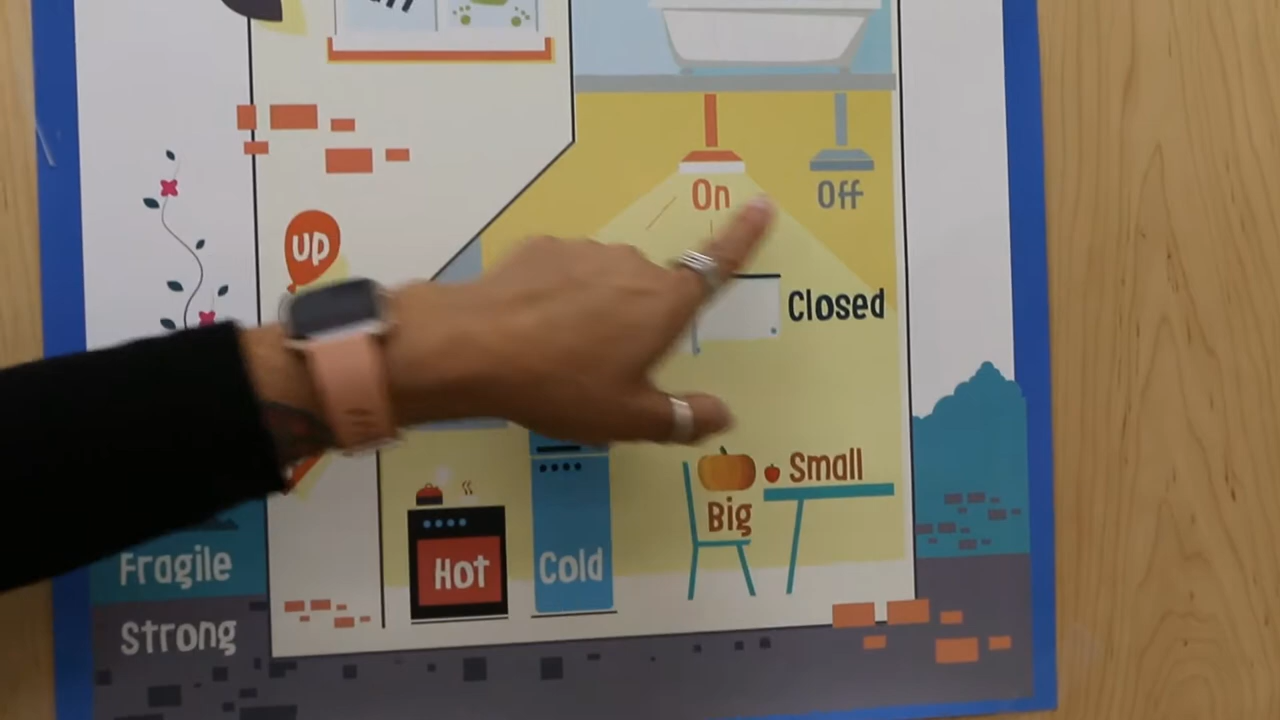 On
Off
UP
Closed
Small
Big
Hot
Cold
Fragile
Strong